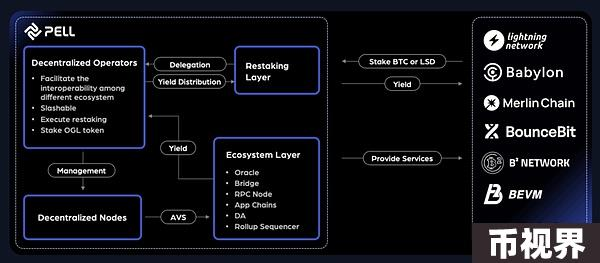 PELL
Decentralized Operators
• Facilitate the
interoperability among
different ecosystem
• Slashable
• Execute restaking
• Stake OGL token
Delegation
Yield Distribution
Restaking
Layer
Yield
Management
Decentralized Nodes
AVS
Ecosystem Layer
• Oracle
• Bridge
• RPC Node
• App Chains
• DA
• Rollup Sequencer
Stake BTC or LSD
Yield
Provide Services
lightning
network
Babylon
Merlin Chain
BounceBit
B² NETWORK
BEVM
币视界